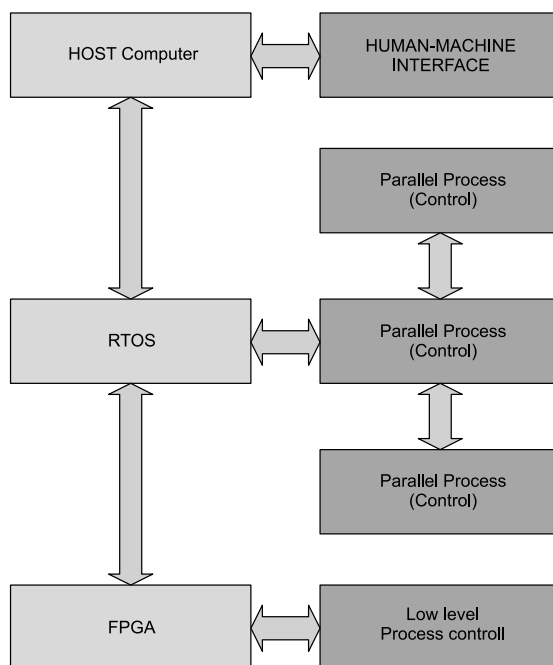 HOST Computer
HUMAN-MACHINE
INTERFACE
Parallel Process
(Control)
RTOS
Parallel Process
(Control)
Parallel Process
(Control)
FPGA
Low level
Process controll